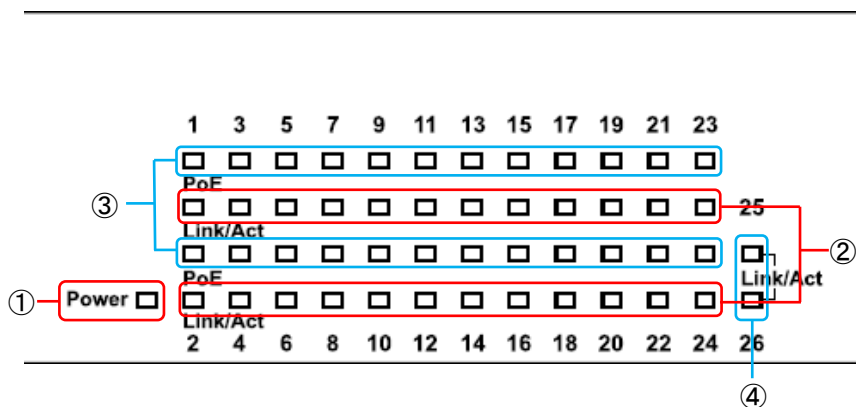 1 3 5 7 9 11 13 15 17 19 21 23
PoE
③
25
Link/Act
②
PoE
Link/Act
① Power
Link/Act
2 4 6 8 10 12 14 16 18 20 22 24 26
④